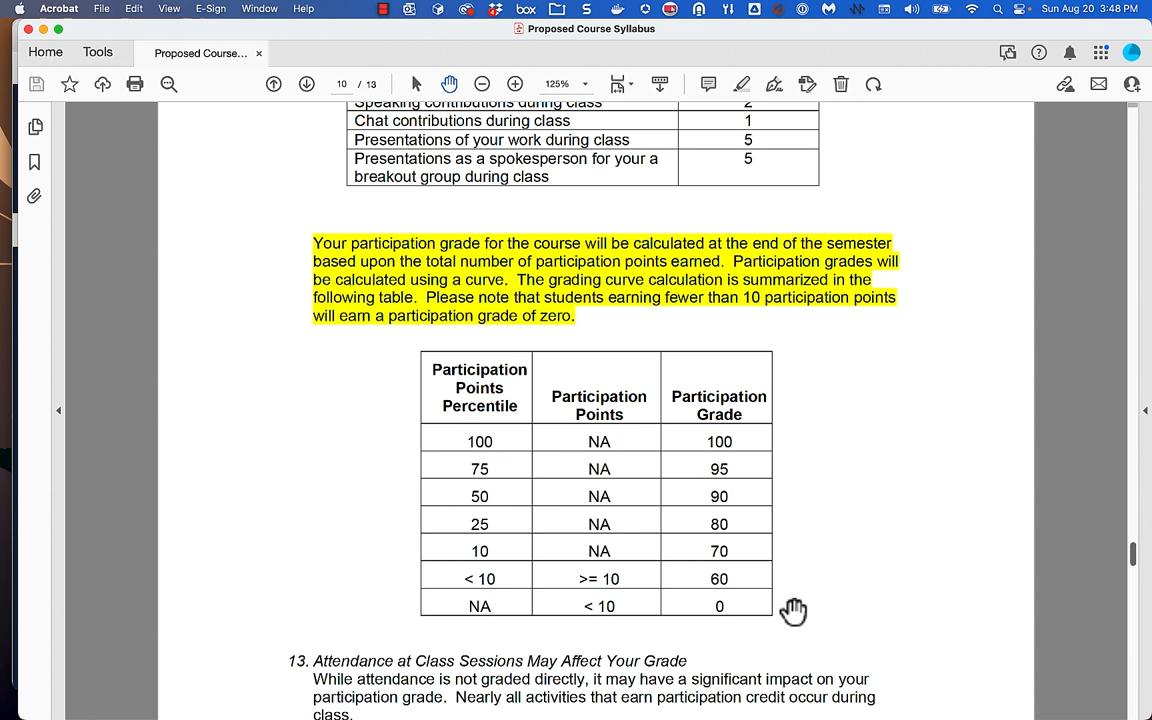 Acrobat File Edit View E-Sign Window Help box S Sun Aug 20 3:48 PM
Proposed Course Syllabus
Home Tools Proposed Course... ×
10 / 13 125%
Speaking contributions during class 2
Chat contributions during class 1
Presentations of your work during class 5
Presentations as a spokesperson for your a 5
breakout group during class
Your participation grade for the course will be calculated at the end of the semester
based upon the total number of participation points earned. Participation grades will
be calculated using a curve. The grading curve calculation is summarized in the
following table. Please note that students earning fewer than 10 participation points
will earn a participation grade of zero.
Participation
Points
Percentile
Participation
Points
Participation
Grade
100 NA 100
75 NA 95
50 NA 90
25 NA 80
10 NA 70
< 10 >= 10 60
NA < 10 0
13. Attendance at Class Sessions May Affect Your Grade
While attendance is not graded directly, it may have a significant impact on your
participation grade. Nearly all activities that earn participation credit occur during
class.